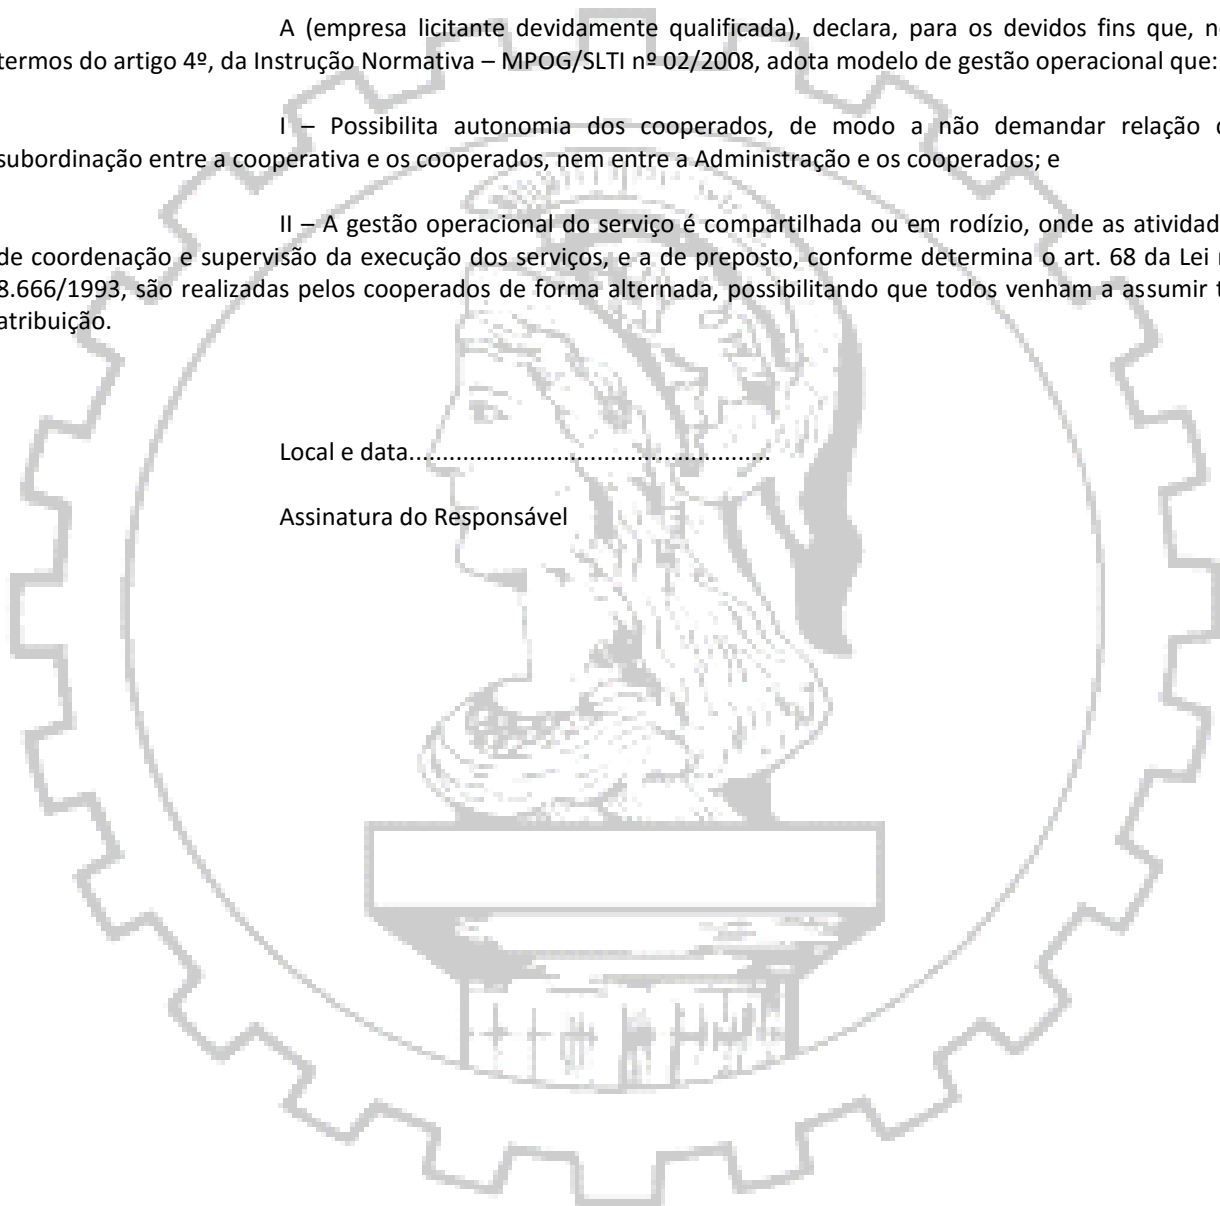 A (empresa licitante devidamente qualificada), declara, para os devidos fins que,
termos do artigo 4º, da Instrução Normativa – MPOG/SLTI nº 02/2008, adota modelo de gestão operacional que:
I – Possibilita autonomia dos cooperados, de modo a não demandar relação
subordinação entre a cooperativa e os cooperados, nem entre a Administração e os cooperados; e
II – A gestão operacional do serviço é compartilhada ou em rodízio, onde as atividad
de coordenação e supervisão da execução dos serviços, e a de preposto, conforme determina o art. 68 da Lei
8.666/1993, são realizadas pelos cooperados de forma alternada, possibilitando que todos venham a assumir
atribuição.
Local e data......................................................
Assinatura do Responsável